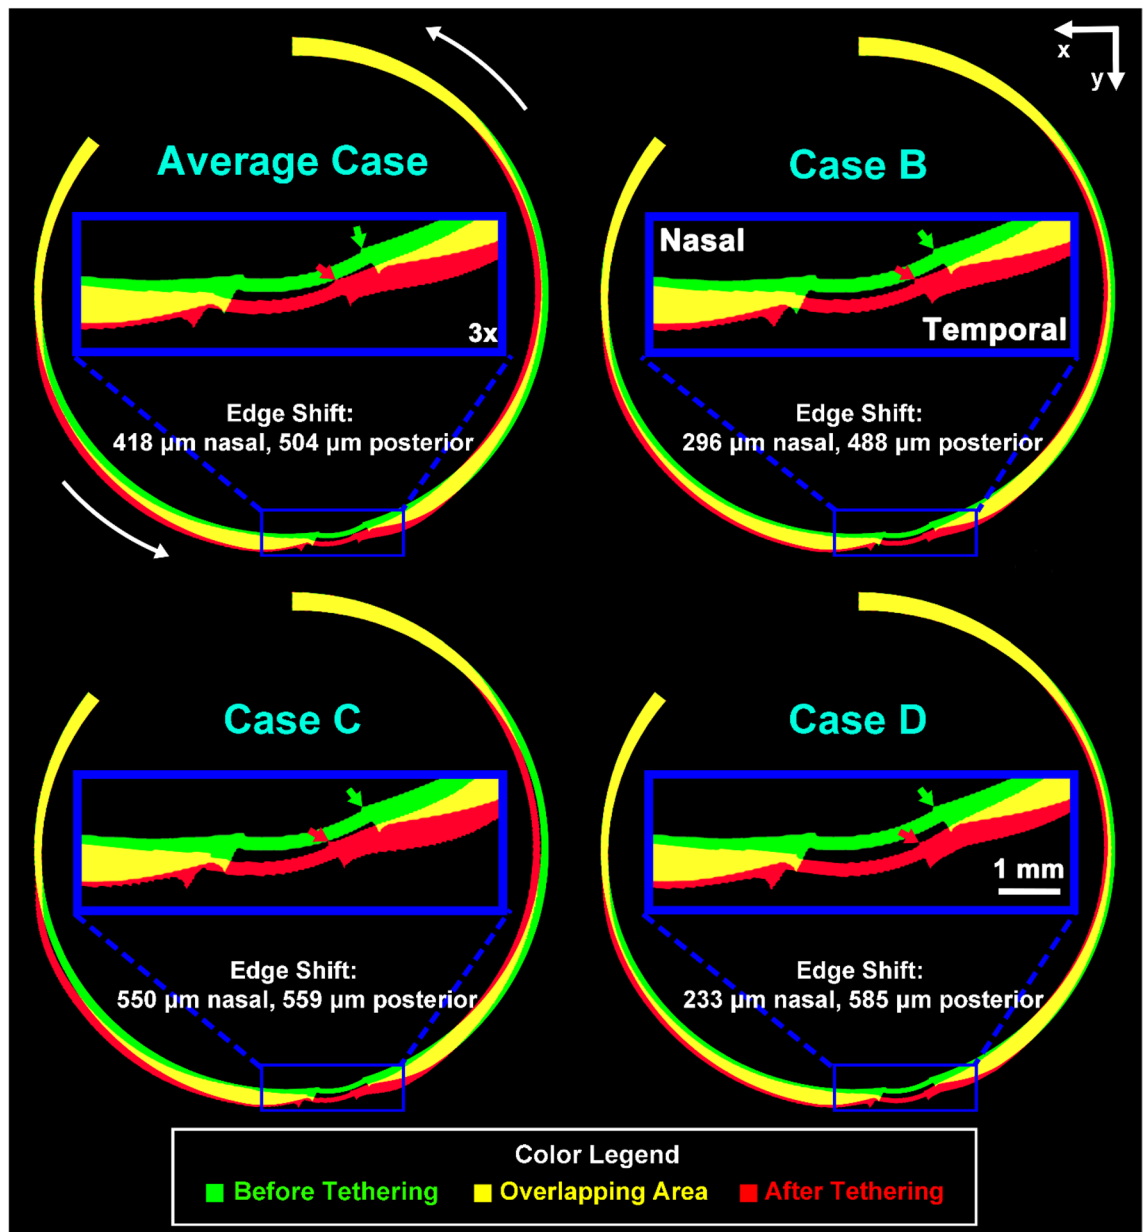 x
y
Average Case
Case B
3x
Nasal
Temporal
Edge Shift:
418 µm nasal, 504 µm posterior
Edge Shift:
296 µm nasal, 488 µm posterior
Case C
Case D
1 mm
Edge Shift:
550 µm nasal, 559 µm posterior
Edge Shift:
233 µm nasal, 585 µm posterior
Color Legend
Before Tethering Overlapping Area After Tethering